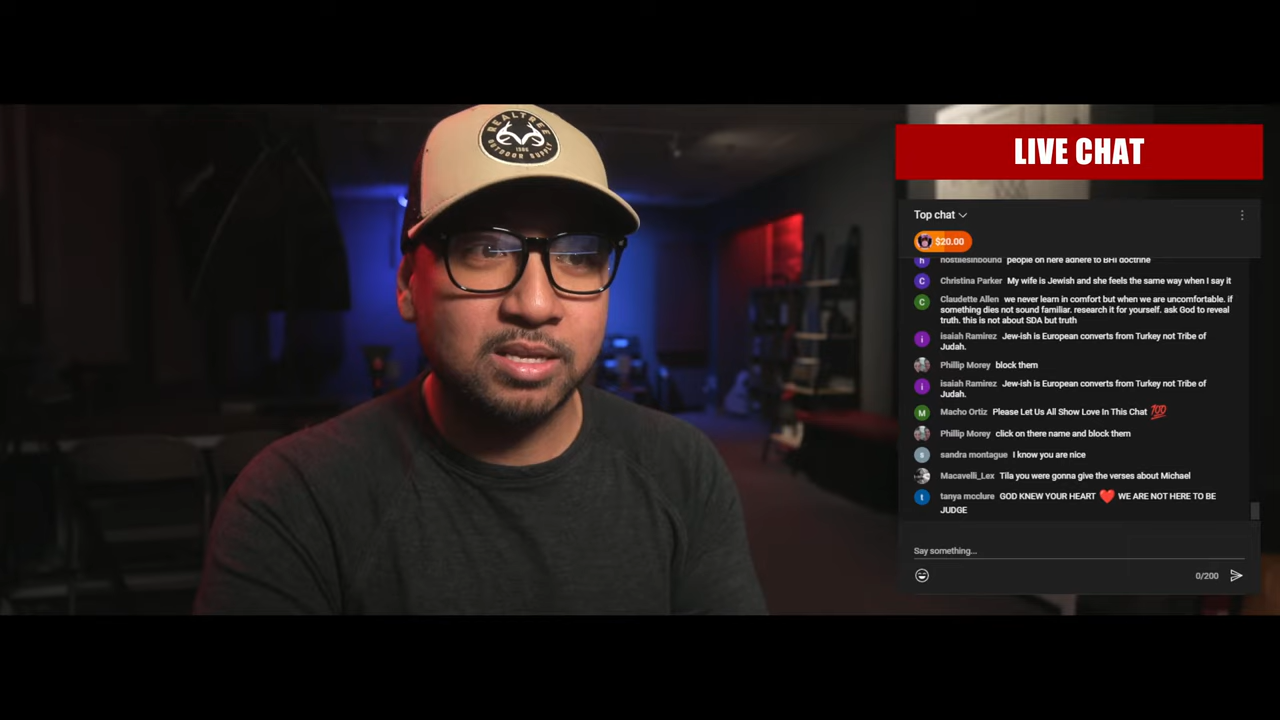 REALTREE
1986
OUTDOOR SUPPLY
LIVE CHAT
Top chat
$20.00
h hostilesinbound people on here adhere to BHI doctrine
C Christina Parker My wife is Jewish and she feels the same way when I say it
C Claudette Allen we never learn in comfort but when we are uncomfortable. if
something dies not sound familiar. research it for yourself. ask God to reveal
truth. this is not about SDA but truth
i isaiah Ramirez Jew-ish is European converts from Turkey not Tribe of
Judah.
Phillip Morey block them
i isaiah Ramirez Jew-ish is European converts from Turkey not Tribe of
Judah.
M Macho Ortiz Please Let Us All Show Love In This Chat 💯
Phillip Morey click on there name and block them
s sandra montague I know you are nice
Macavelli_Lex Tila you were gonna give the verses about Michael
t tanya mcclure GOD KNEW YOUR HEART ❤️ WE ARE NOT HERE TO BE
JUDGE
Say something...
0/200